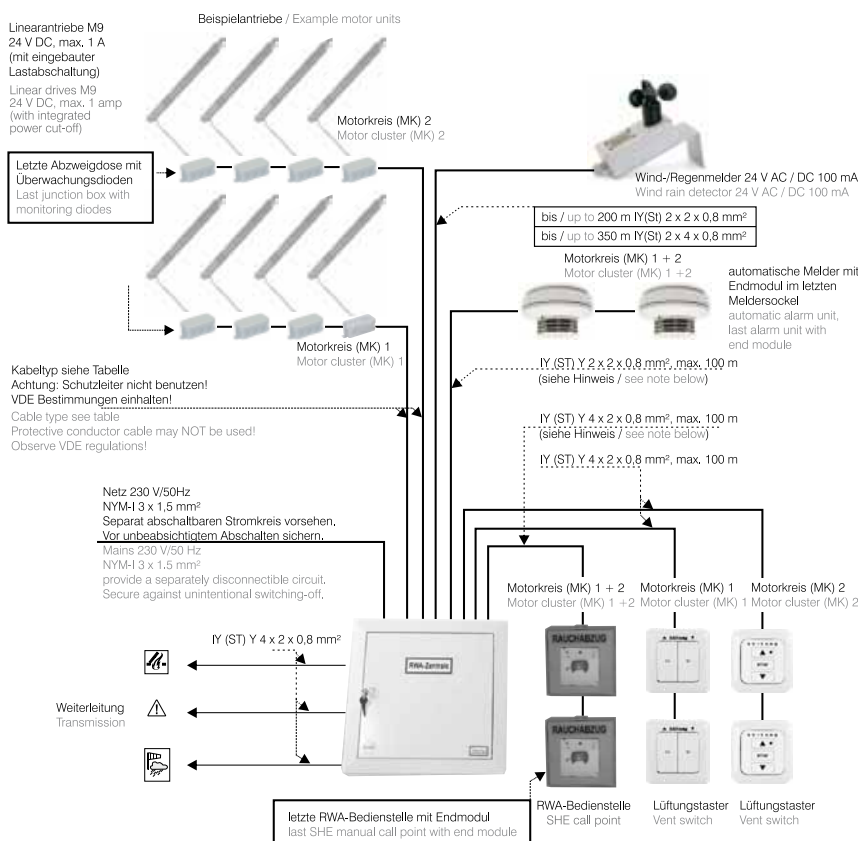 Linearantriebe M9
24 V DC, max. 1 A
(mit eingebauter
Lastabschaltung)
Linear drives M9
24 V DC, max. 1 amp
(with integrated
power cut-off)
Beispielantriebe / Example motor units
Motorkreis (MK) 2
Motor cluster (MK) 2
Letzte Abzweigdose mit
Überwachungsdioden
Last junction box with
monitoring diodes
Wind-/Regenmelder 24 V AC / DC 100 mA
Wind rain detector 24 V AC / DC 100 mA
bis / up to 200 m IY(St) 2 x 2 x 0,8 mm²
bis / up to 350 m IY(St) 2 x 4 x 0,8 mm²
Motorkreis (MK) 1 + 2
Motor cluster (MK) 1 +2
automatische Melder mit
Endmodul im letzten
Meldersockel
automatic alarm unit,
last alarm unit with
end module
Motorkreis (MK) 1
Motor cluster (MK) 1
Kabeltyp siehe Tabelle
Achtung: Schutzleiter nicht benutzen!
VDE Bestimmungen einhalten!
Cable type see table
Protective conductor cable may NOT be used!
Observe VDE regulations!
IY (ST) Y 2 x 2 x 0,8 mm², max. 100 m
(siehe Hinweis / see note below)
IY (ST) Y 4 x 2 x 0,8 mm², max. 100 m
(siehe Hinweis / see note below)
IY (ST) Y 4 x 2 x 0,8 mm², max. 100 m
Netz 230 V/50Hz
NYM-I 3 x 1,5 mm²
Separat abschaltbaren Stromkreis vorsehen.
Vor unbeabsichtigtem Abschalten sichern.
Mains 230 V/50 Hz
NYM-I 3 x 1.5 mm²
provide a separately disconnectible circuit.
Secure against unintentional switching-off.
Motorkreis (MK) 1 + 2
Motor cluster (MK) 1 +2
Motorkreis (MK) 1
Motor cluster (MK) 1
Motorkreis (MK) 2
Motor cluster (MK) 2
IY (ST) Y 4 x 2 x 0,8 mm²
RWA-Zentrale
RAUCHABZUG
Weiterleitung
Transmission
RAUCHABZUG
letzte RWA-Bedienstelle mit Endmodul
last SHE manual call point with end module
RWA-Bedienstelle
SHE call point
Lüftungstaster
Vent switch
Lüftungstaster
Vent switch